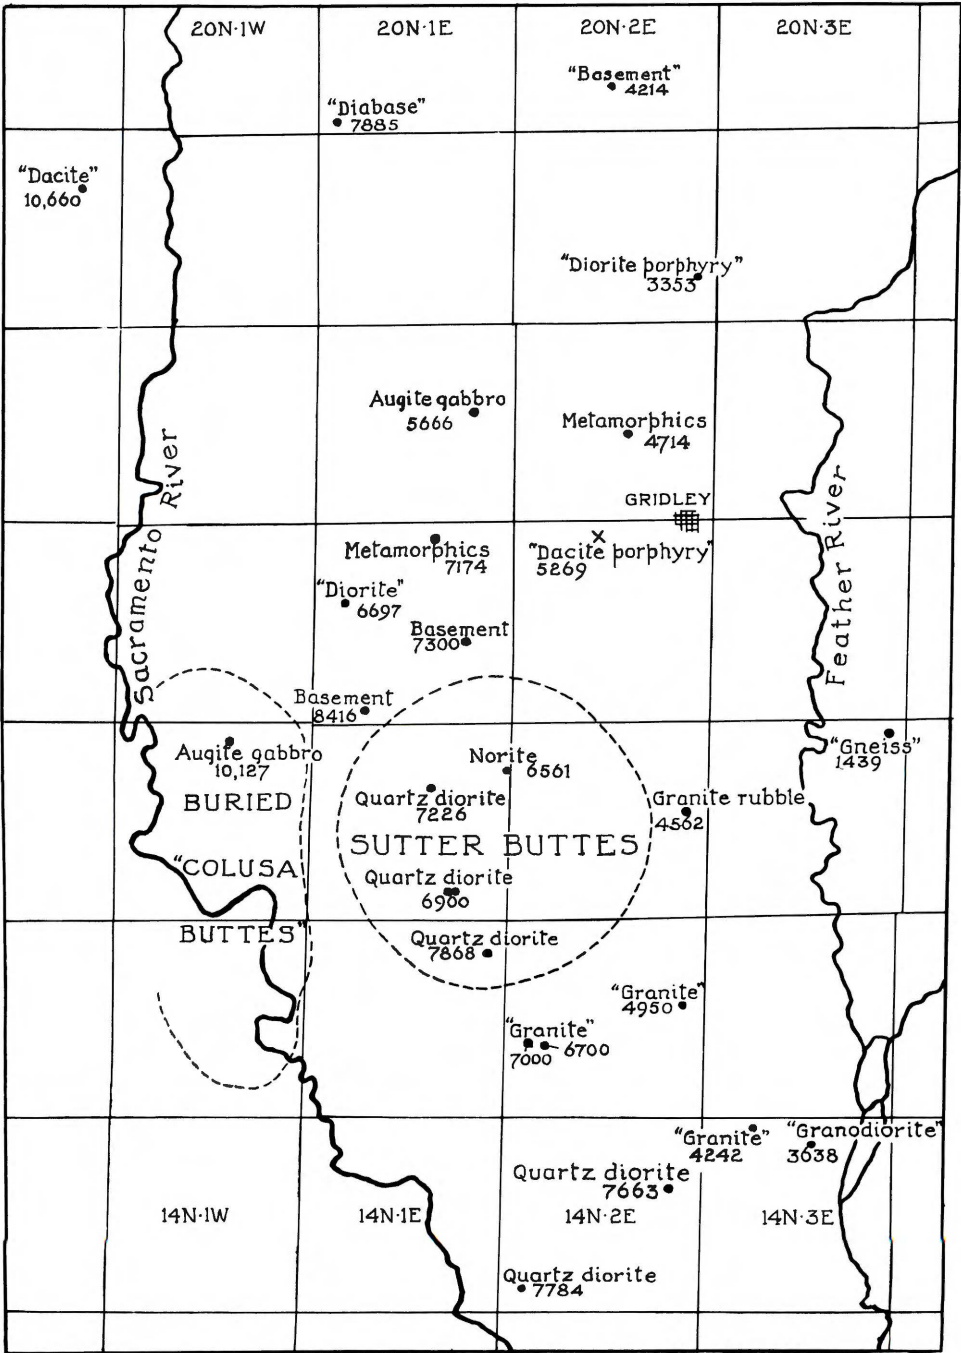 20N·1W
20N·1E
20N·2E
20N·3E
"Basement"
4214
"Diabase"
7885
"Dacite"
10,660
"Diorite porphyry"
3353
Augite gabbro
5666
Metamorphics
4714
Sacramento River
Feather River
GRIDLEY
Metamorphics
7174
"Dacite porphyry"
5269
"Diorite"
6697
Basement
7300
Basement
8416
Augite gabbro
10,127
Norite
6561
"Gneiss"
1439
Quartz diorite
7226
Granite rubble
4562
BURIED
"COLUSA
BUTTES"
SUTTER BUTTES
Quartz diorite
6900
Quartz diorite
7868
"Granite"
4950
"Granite"
7000
6700
"Granite"
4242
"Granodiorite"
3638
Quartz diorite
7663
14N·1W
14N·1E
14N·2E
14N·3E
Quartz diorite
7784